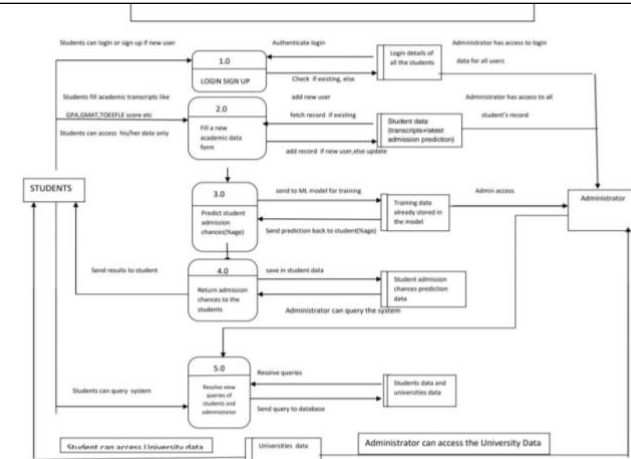 Students can login or sign up if new user
Authenticate login
Administrator has access to login
data for all users
1.0
LOGIN SIGN UP
Login details of
all the students
Check if existing, else
add new user
Students fill academic transcripts like
GPA,GMAT,TOEEFLE score etc
Students can access his/her data only
2.0
Fill a new
academic data
form
fetch record if existing
add record if new user,else update
Student data
(transcripts+latest
admission prediction)
Administrator has access to all
student's record
STUDENTS
3.0
Predict student
admission
chances(%age)
send to ML model for training
Send prediction back to student(%age)
Training data
already stored in
the model
Admin access
Administrator
Send results to student
4.0
Return admission
chances to the
students
save in student data
Student admission
chances prediction
data
Administrator can query the system
5.0
Resolve view
queries of
students and
administrator
Resolve queries
Send query to database
Students data and
universities data
Students can query system
Student can access University data
Universities data
Administrator can access the University Data